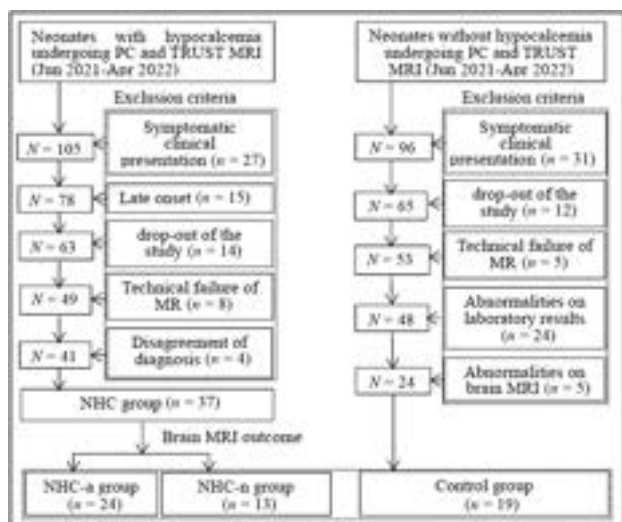 Neonates with hypocalcemia
undergoing PC and TRUST MRI
(Jun 2021-Apr 2022)
Exclusion criteria
N = 105
Symptomatic
clinical
presentation (n = 27)
N = 78
Late onset (n = 15)
N = 63
drop-out of the
study (n = 14)
N = 49
Technical failure of
MR (n = 8)
N = 41
Disagreement of
diagnosis (n = 4)
NHC group (n = 37)
Brain MRI outcome
NHC-a group
(n = 24)
NHC-n group
(n = 13)
Neonates without hypocalcemia
undergoing PC and TRUST
MRI (Jun 2021-Apr 2022)
Exclusion criteria
N = 96
Symptomatic
clinical
presentation (n = 31)
N = 65
drop-out of the
study (n = 12)
N = 53
Technical failure of
MR (n = 5)
N = 48
Abnormalities on
laboratory results
(n = 24)
N = 24
Abnormalities on
brain MRI (n = 5)
Control group
(n = 19)